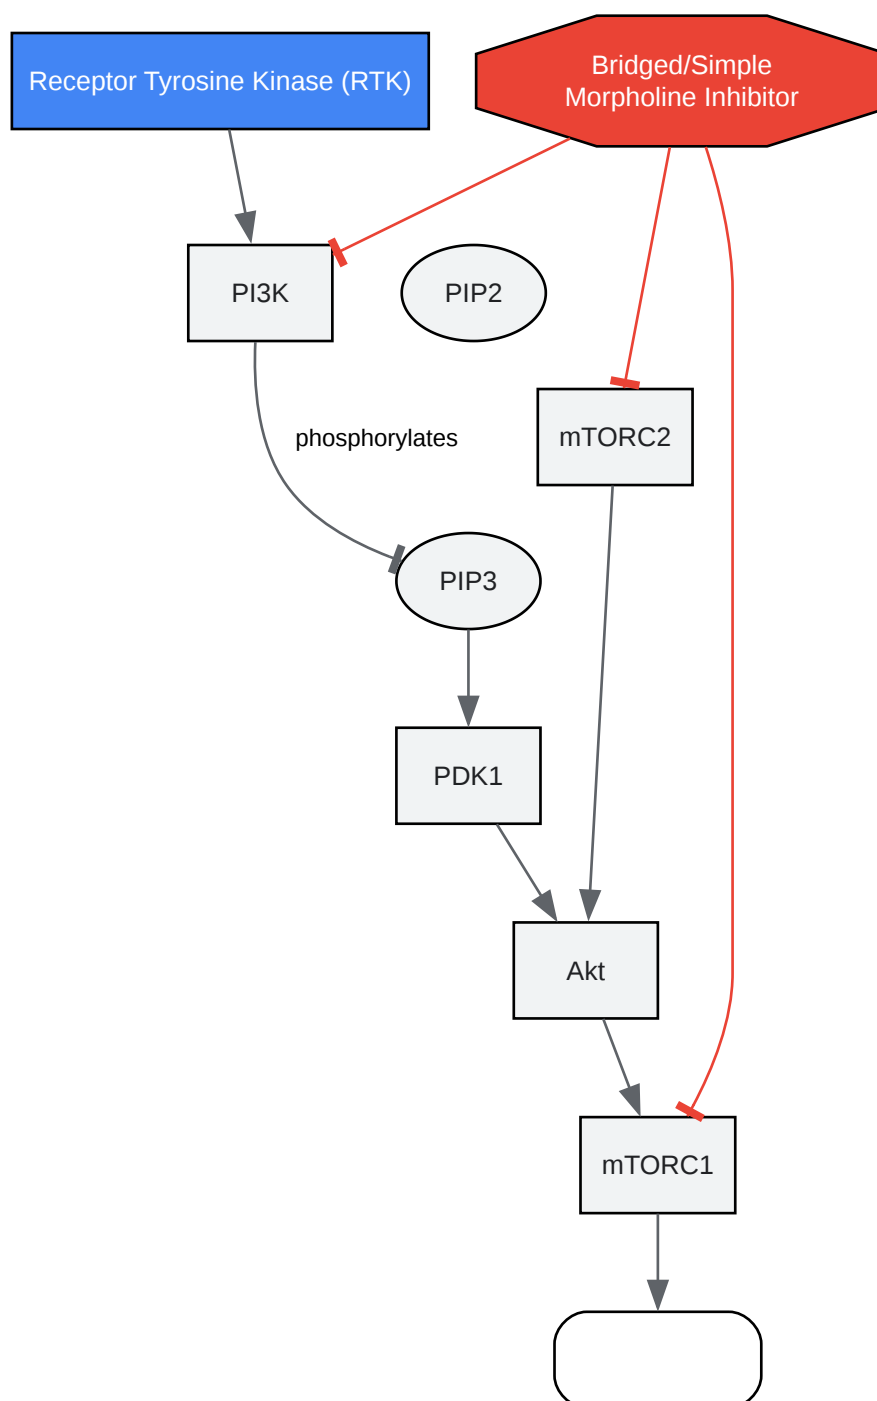 Receptor Tyrosine Kinase (RTK)
Bridged/Simple
Morpholine Inhibitor
PI3K
PIP2
phosphorylates
mTORC2
PIP3
PDK1
Akt
mTORC1